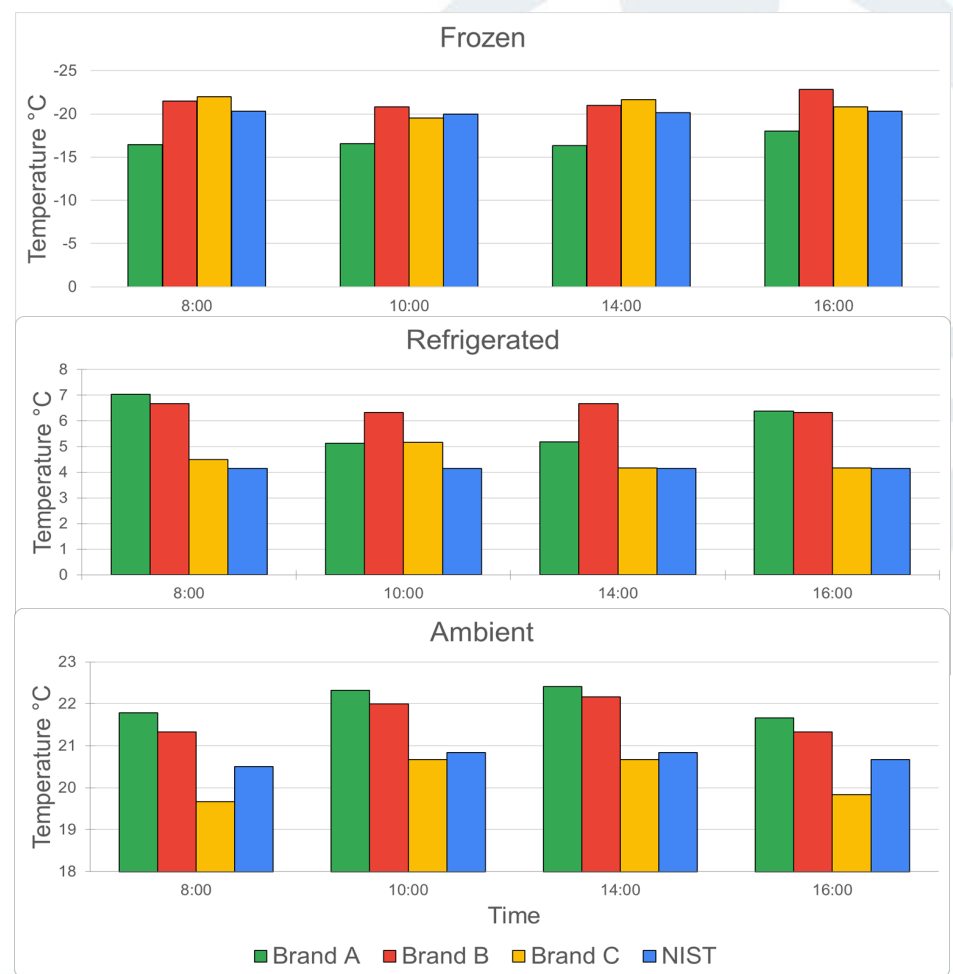 Frozen
Temperature °C
-25
-20
-15
-10
-5
0
8:00 10:00 14:00 16:00
Refrigerated
Temperature °C
8
7
6
5
4
3
2
1
0
8:00 10:00 14:00 16:00
Ambient
Temperature °C
23
22
21
20
19
18
8:00 10:00 14:00 16:00
Time
Brand A Brand B Brand C NIST